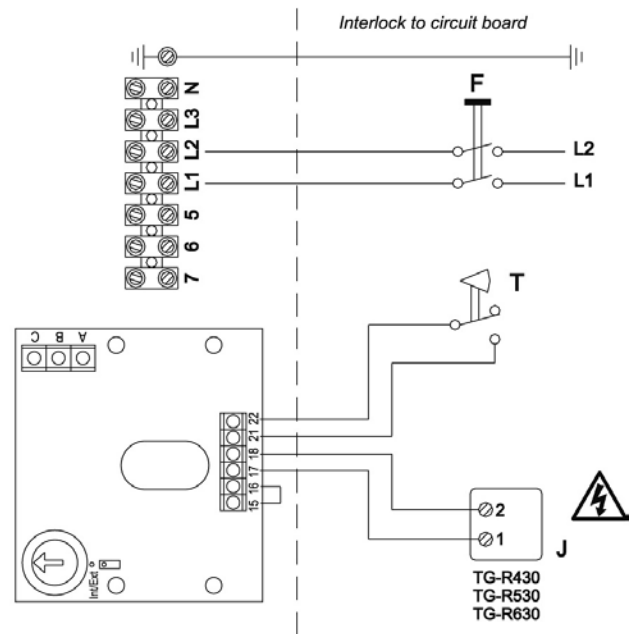 Interlock to circuit board
F
N
L3
L2
L2
L1
L1
5
6
7
T
C B A
22
21
18
17
16
15
2
1
J
Int/Ext
TG-R430
TG-R530
TG-R630